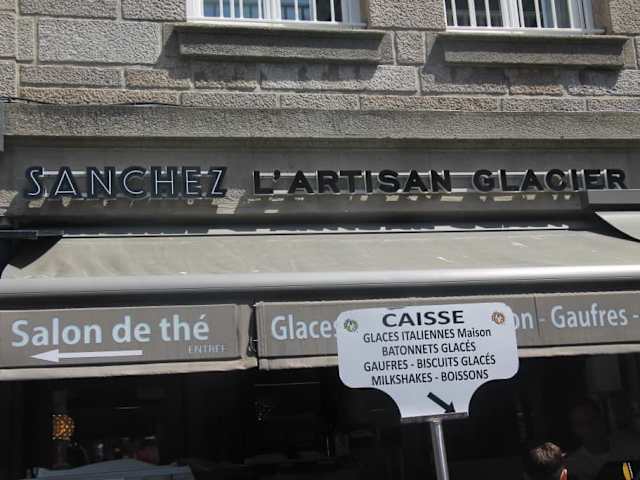 SANCHEZ L'ARTISAN GLACIER
Salon de thé
ENTRÉE
Glaces
on - Gaufres -
CAISSE
GLACES ITALIENNES Maison
BATONNETS GLACÉS
GAUFRES - BISCUITS GLACÉS
MILKSHAKES - BOISSONS